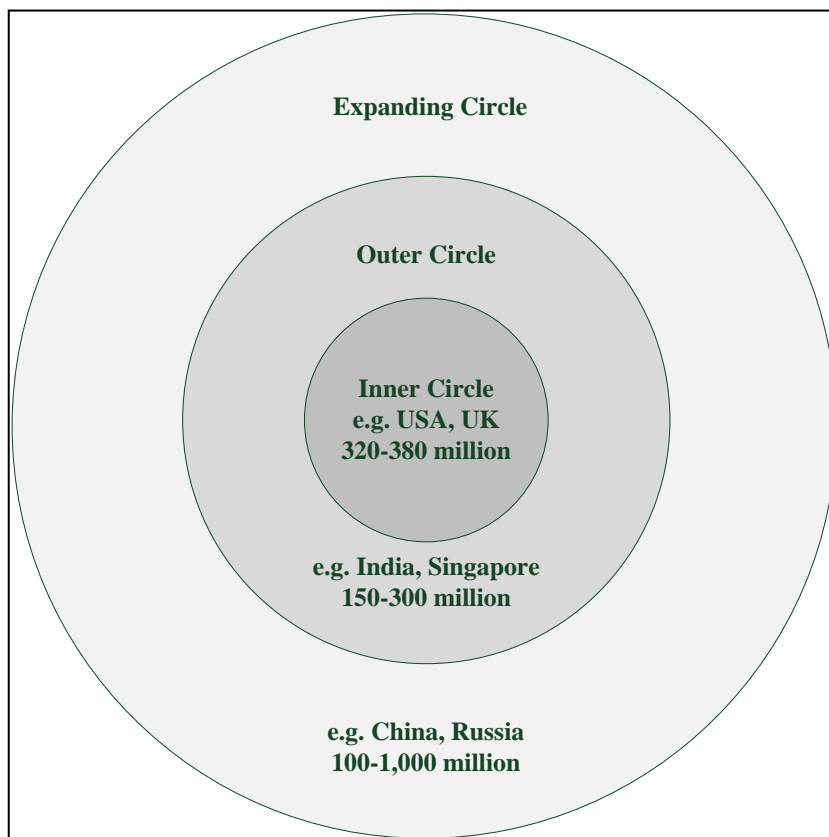 Expanding Circle
Outer Circle
Inner Circle
e.g. USA, UK
320-380 million
e.g. India, Singapore
150-300 million
e.g. China, Russia
100-1,000 million